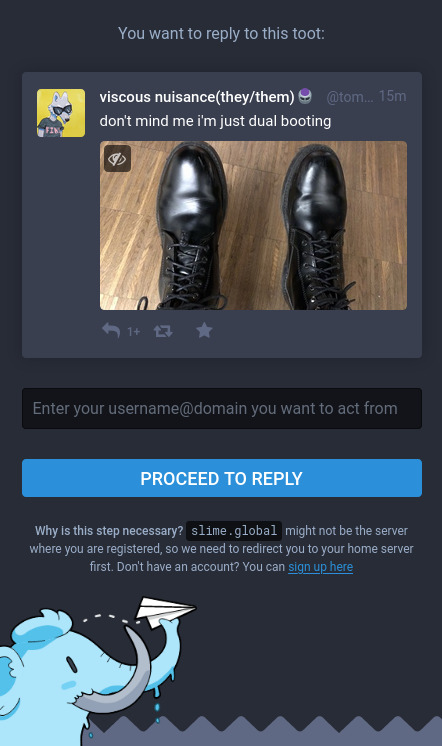 You want to reply to this toot:
viscous nuisance(they/them) @tom... 15m
don't mind me i'm just dual booting
1+
Enter your username@domain you want to act from
PROCEED TO REPLY
Why is this step necessary? slime.global might not be the server
where you are registered, so we need to redirect you to your home server
first. Don't have an account? You can sign up here